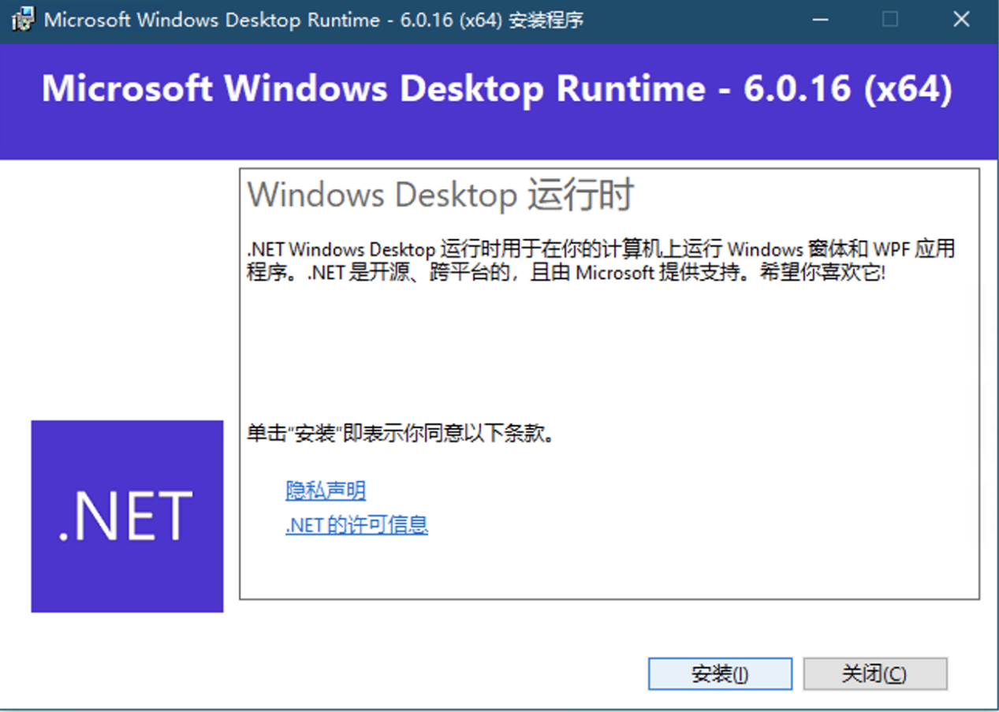 Microsoft Windows Desktop Runtime - 6.0.16 (x64) 安装程序
Microsoft Windows Desktop Runtime - 6.0.16 (x64)
Windows Desktop 运行时
.NET Windows Desktop 运行时用于在你的计算机上运行 Windows 窗体和 WPF 应用
程序。.NET 是开源、跨平台的，且由 Microsoft 提供支持。希望你喜欢它!
单击“安装”即表示你同意以下条款。
隐私声明
.NET 的许可信息
.NET
安装(I)
关闭(C)